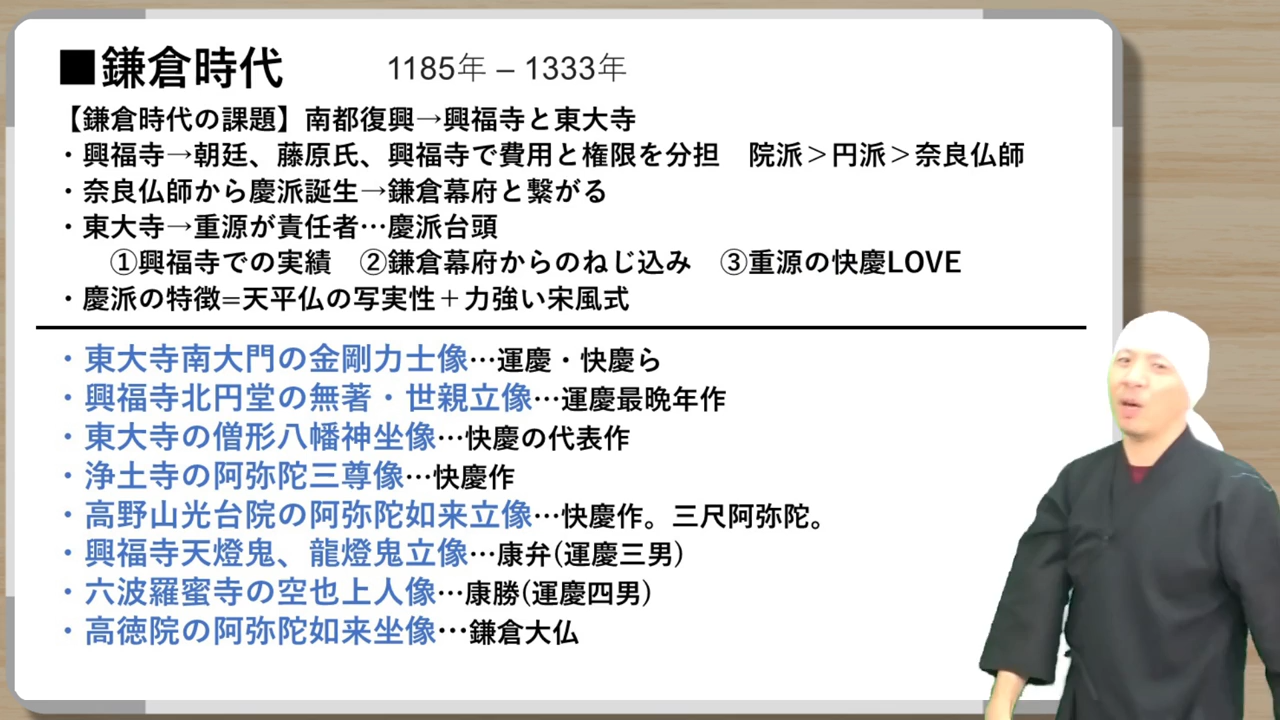 ■鎌倉時代 1185年 – 1333年
【鎌倉時代の課題】南都復興→興福寺と東大寺
・興福寺→朝廷、藤原氏、興福寺で費用と権限を分担 院派＞円派＞奈良仏師
・奈良仏師から慶派誕生→鎌倉幕府と繋がる
・東大寺→重源が責任者…慶派台頭
①興福寺での実績 ②鎌倉幕府からのねじ込み ③重源の快慶LOVE
・慶派の特徴=天平仏の写実性＋力強い宋風式
・東大寺南大門の金剛力士像…運慶・快慶ら
・興福寺北円堂の無著・世親立像…運慶最晩年作
・東大寺の僧形八幡神坐像…快慶の代表作
・浄土寺の阿弥陀三尊像…快慶作
・高野山光台院の阿弥陀如来立像…快慶作。三尺阿弥陀。
・興福寺天燈鬼、龍燈鬼立像…康弁(運慶三男)
・六波羅蜜寺の空也上人像…康勝(運慶四男)
・高徳院の阿弥陀如来坐像…鎌倉大仏